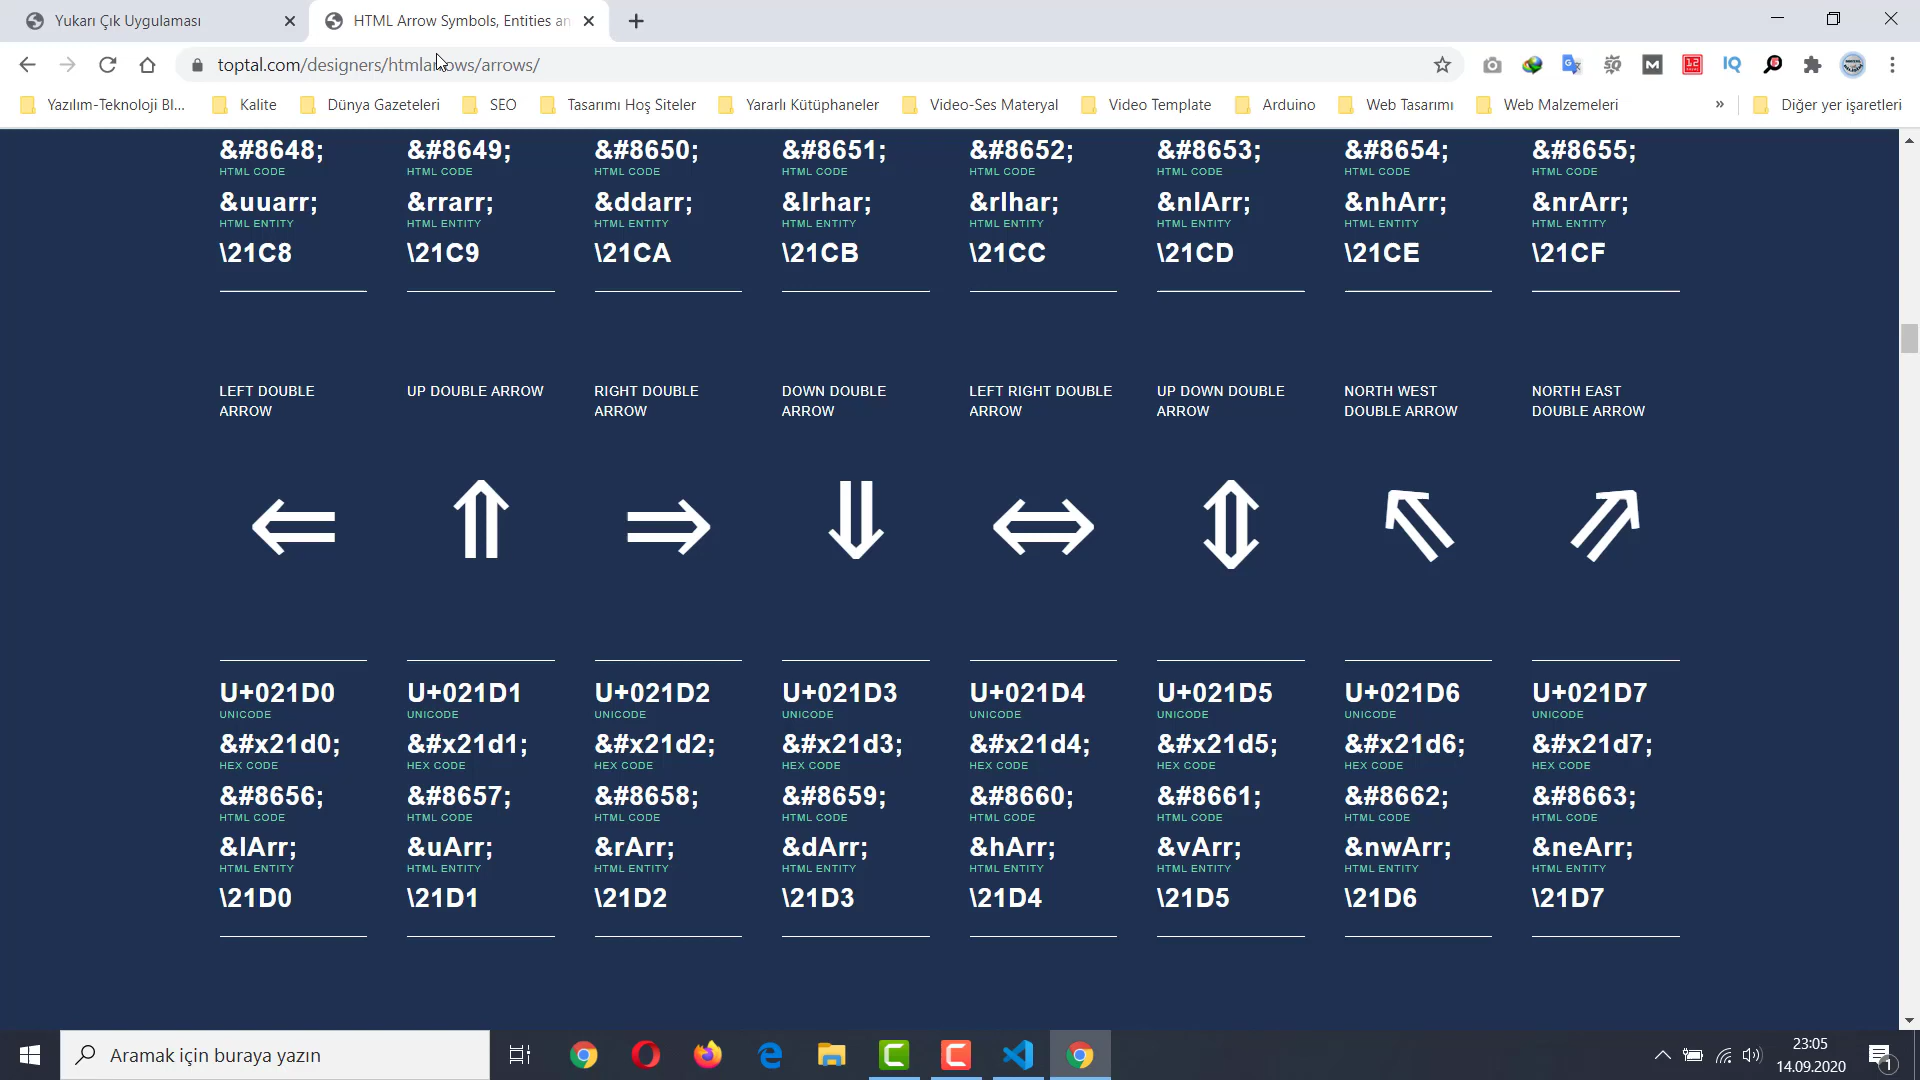 Yukarı Çık Uygulaması
HTML Arrow Symbols, Entities an
toptal.com/designers/htmlarrows/arrows/
Yazılım-Teknoloji Bl... Kalite Dünya Gazeteleri SEO Tasarımı Hoş Siteler Yararlı Kütüphaneler Video-Ses Materyal Video Template Arduino Web Tasarımı Web Malzemeleri » Diğer yer işaretleri
&#8648; &#8649; &#8650; &#8651; &#8652; &#8653; &#8654; &#8655;
HTML CODE HTML CODE HTML CODE HTML CODE HTML CODE HTML CODE HTML CODE HTML CODE
&uuarr; &rrarr; &ddarr; &lrhar; &rlhar; &nlArr; &nhArr; &nrArr;
HTML ENTITY HTML ENTITY HTML ENTITY HTML ENTITY HTML ENTITY HTML ENTITY HTML ENTITY HTML ENTITY
\21C8 \21C9 \21CA \21CB \21CC \21CD \21CE \21CF
LEFT DOUBLE ARROW
UP DOUBLE ARROW
RIGHT DOUBLE ARROW
DOWN DOUBLE ARROW
LEFT RIGHT DOUBLE ARROW
UP DOWN DOUBLE ARROW
NORTH WEST DOUBLE ARROW
NORTH EAST DOUBLE ARROW
⇐ ⇑ ⇒ ⇓ ⇔ ⇕ ⇖ ⇗
U+021D0 U+021D1 U+021D2 U+021D3 U+021D4 U+021D5 U+021D6 U+021D7
UNICODE UNICODE UNICODE UNICODE UNICODE UNICODE UNICODE UNICODE
&#x21d0; &#x21d1; &#x21d2; &#x21d3; &#x21d4; &#x21d5; &#x21d6; &#x21d7;
HEX CODE HEX CODE HEX CODE HEX CODE HEX CODE HEX CODE HEX CODE HEX CODE
&#8656; &#8657; &#8658; &#8659; &#8660; &#8661; &#8662; &#8663;
HTML CODE HTML CODE HTML CODE HTML CODE HTML CODE HTML CODE HTML CODE HTML CODE
&lArr; &uArr; &rArr; &dArr; &hArr; &vArr; &nwArr; &neArr;
HTML ENTITY HTML ENTITY HTML ENTITY HTML ENTITY HTML ENTITY HTML ENTITY HTML ENTITY HTML ENTITY
\21D0 \21D1 \21D2 \21D3 \21D4 \21D5 \21D6 \21D7
Aramak için buraya yazın
23:05
14.09.2020
1